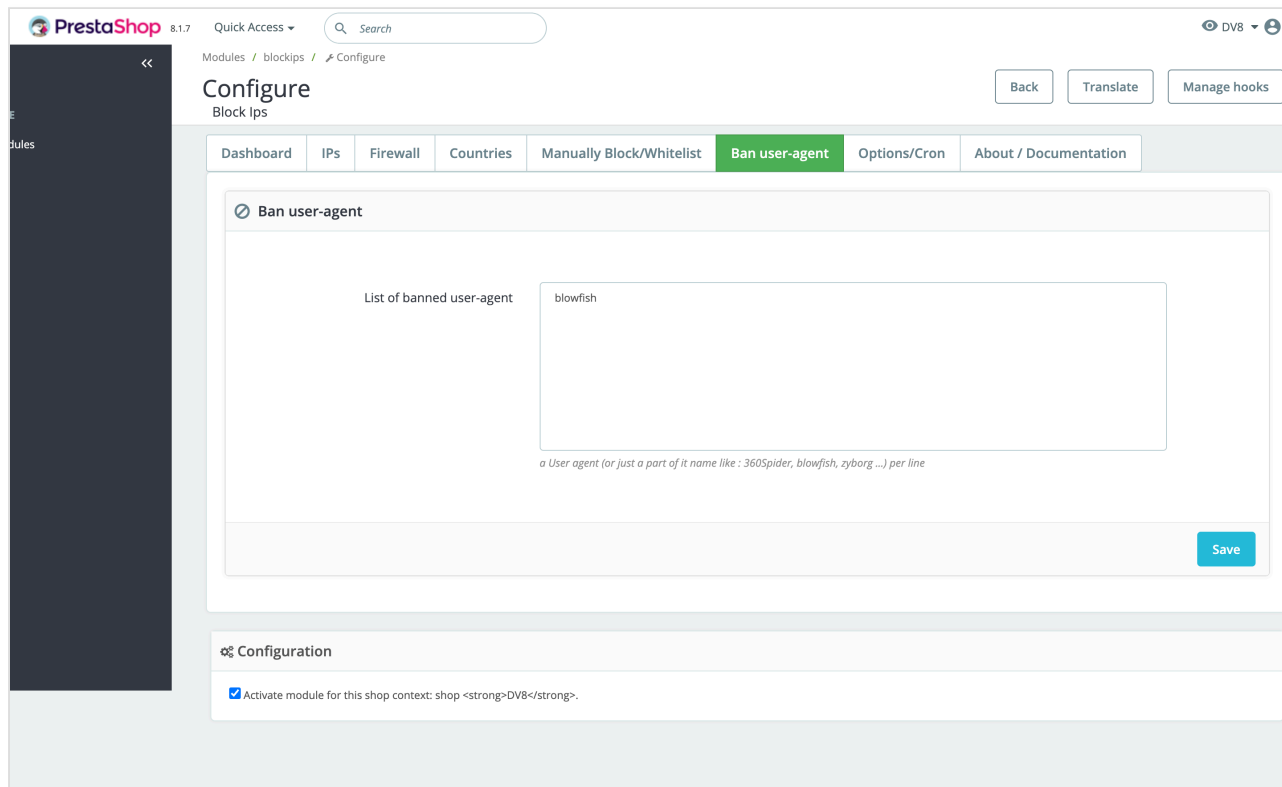 PrestaShop 8.1.7 Quick Access Search DV8
Modules / blockips / Configure
Configure
Block Ips
Back Translate Manage hooks
E
dules
Dashboard IPs Firewall Countries Manually Block/Whitelist Ban user-agent Options/Cron About / Documentation
Ban user-agent
List of banned user-agent blowfish
a User agent (or just a part of it name like : 360Spider, blowfish, zyborg ...) per line
Save
Configuration
Activate module for this shop context: shop <strong>DV8</strong>.